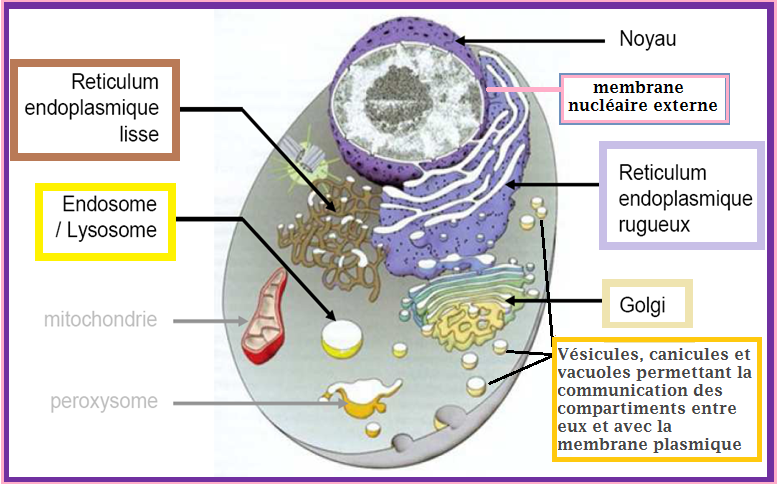 Noyau
Reticulum
endoplasmique
lisse
membrane
nucléaire externe
Endosome
/ Lysosome
Reticulum
endoplasmique
rugueux
mitochondrie
Golgi
peroxysome
Vésicules, canicules et
vacuoles permettant la
communication des
compartiments entre
eux et avec la
membrane plasmique